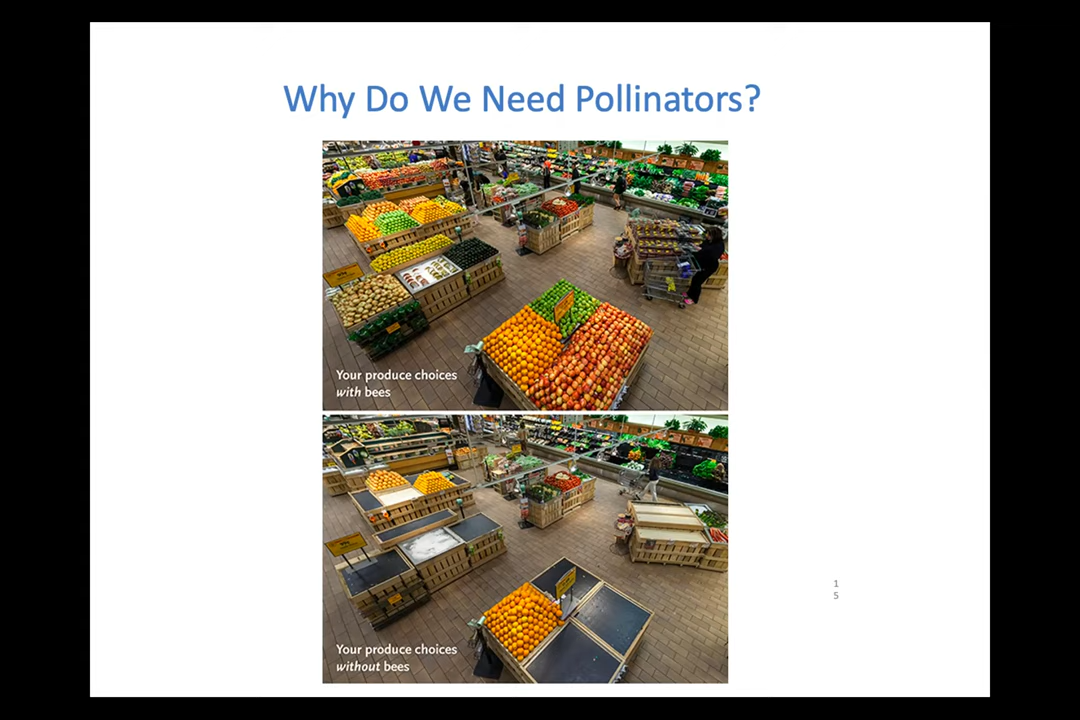 Why Do We Need Pollinators?
Your produce choices
with bees
Your produce choices
without bees
1
5